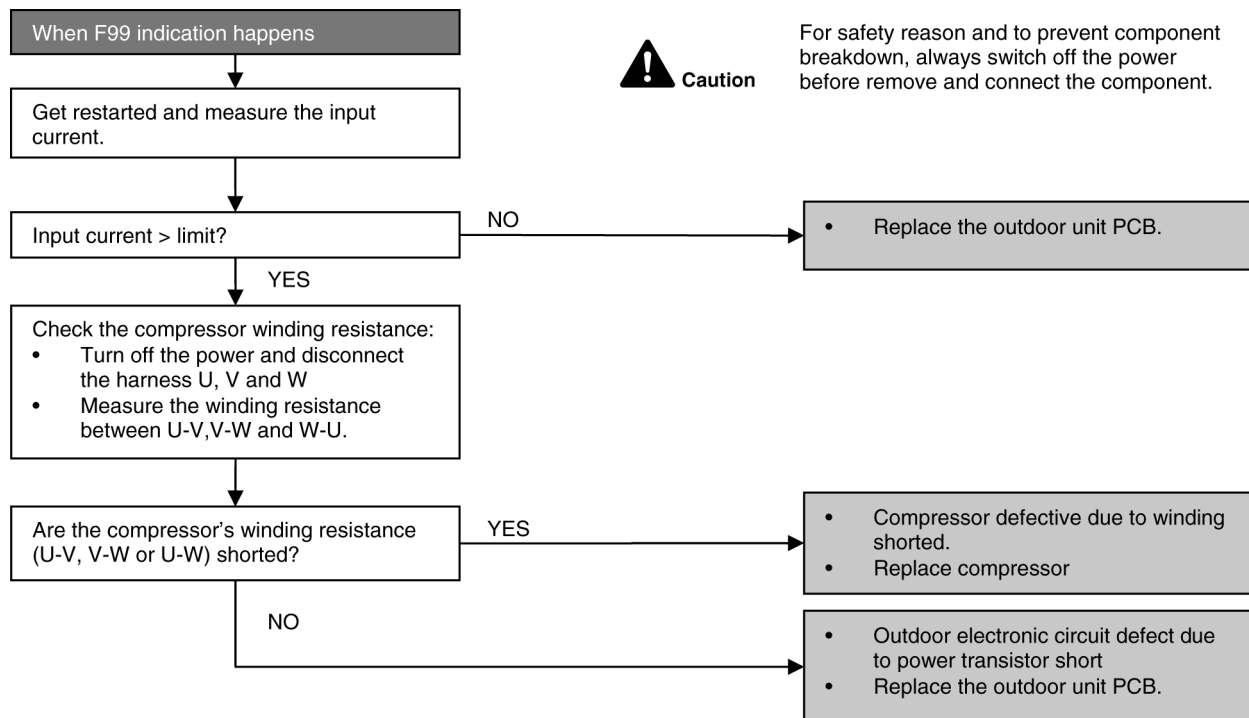 When F99 indication happens
Caution
For safety reason and to prevent component
breakdown, always switch off the power
before remove and connect the component.
Get restarted and measure the input
current.
Input current > limit?
NO
• Replace the outdoor unit PCB.
YES
Check the compressor winding resistance:
• Turn off the power and disconnect
the harness U, V and W
• Measure the winding resistance
between U-V,V-W and W-U.
Are the compressor's winding resistance
(U-V, V-W or U-W) shorted?
YES
• Compressor defective due to winding
shorted.
• Replace compressor
NO
• Outdoor electronic circuit defect due
to power transistor short
• Replace the outdoor unit PCB.